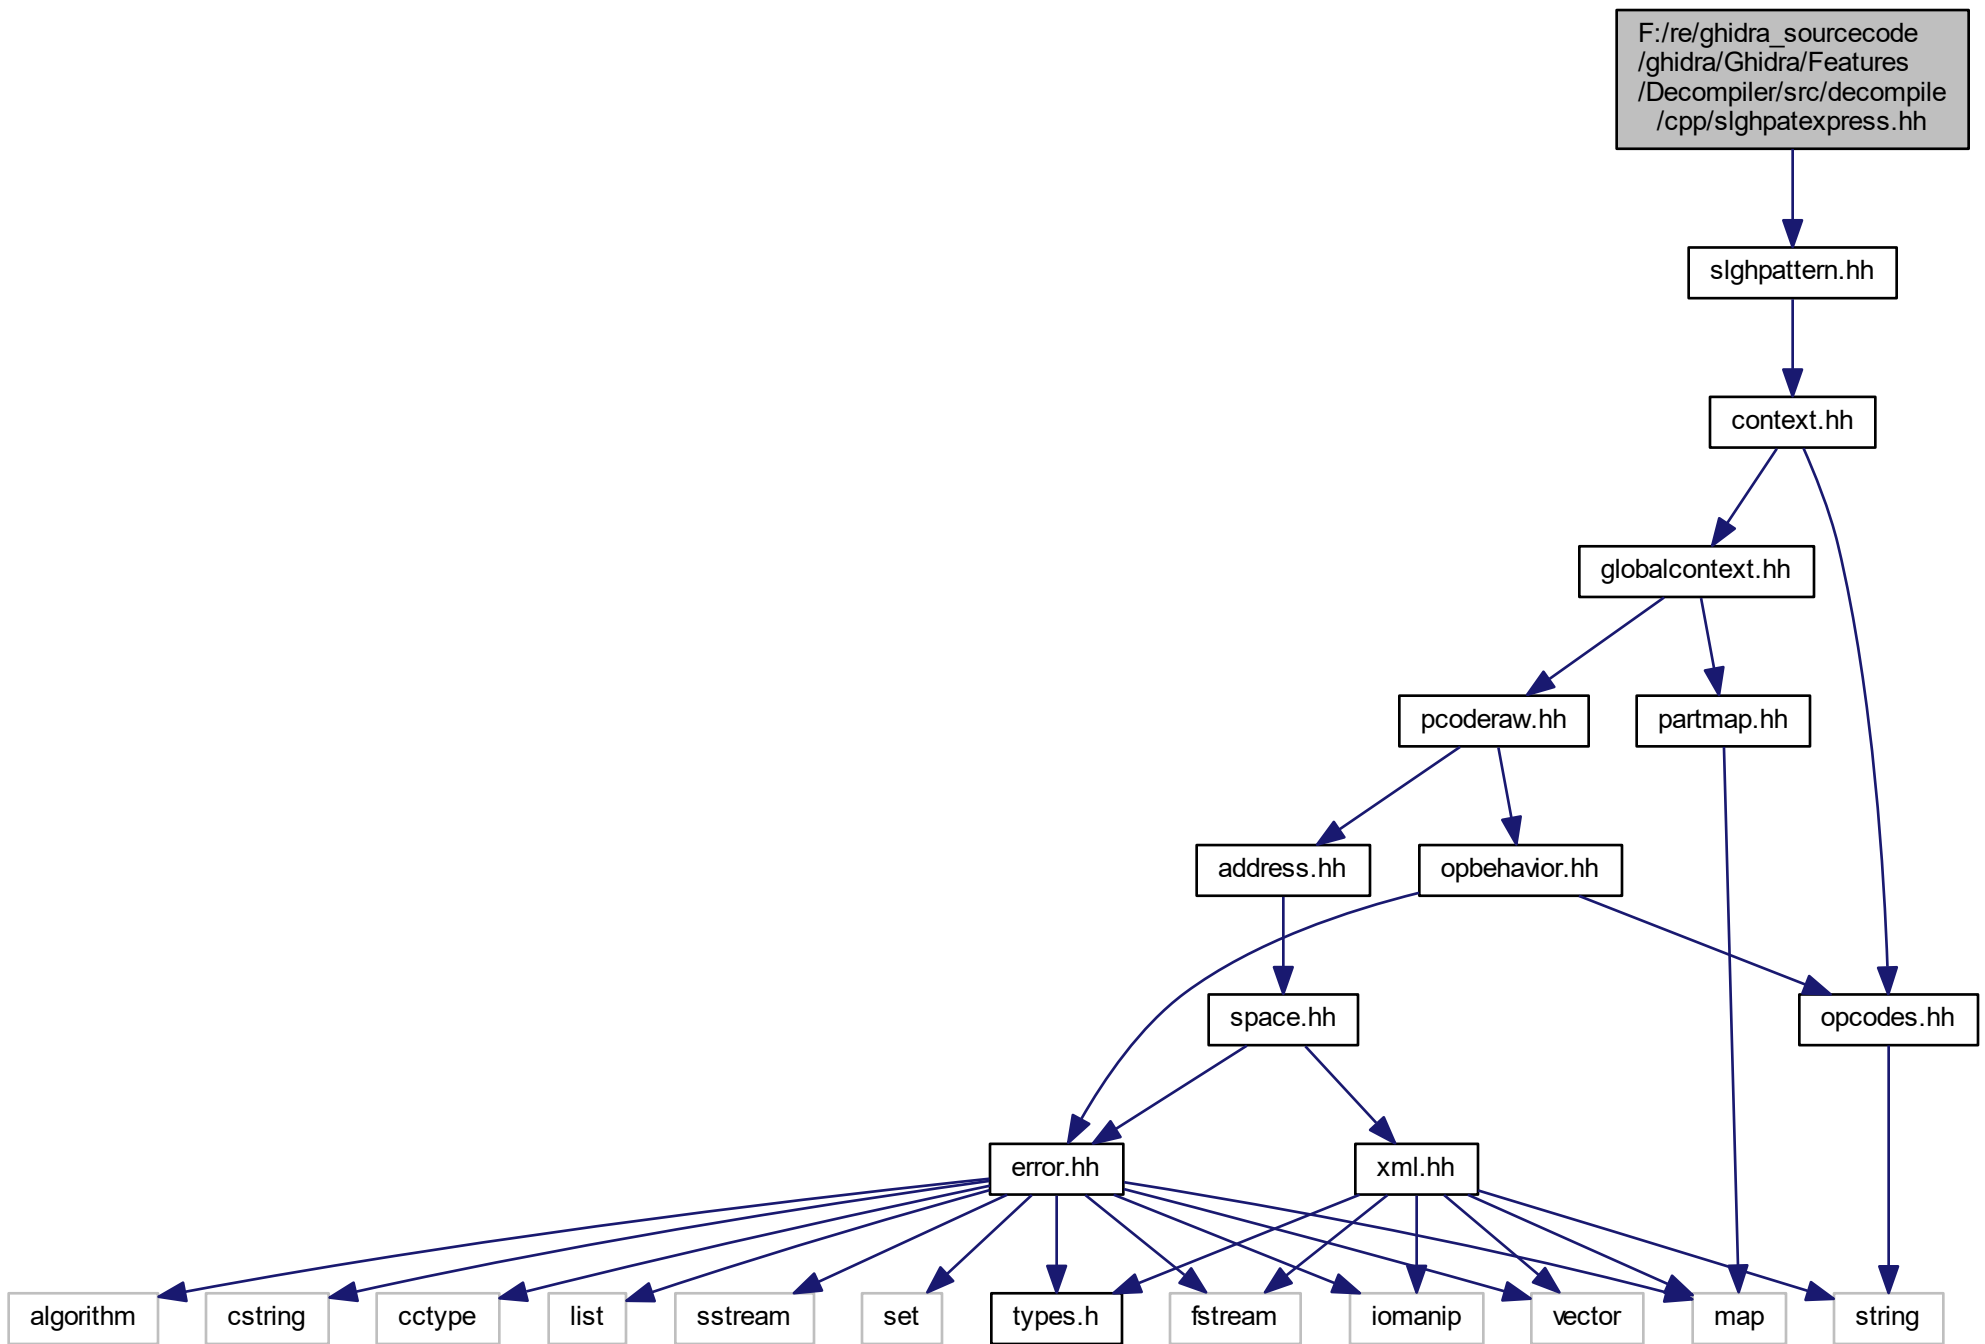 F:/re/ghidra_sourcecode
/ghidra/Ghidra/Features
/Decompiler/src/decompile
/cpp/slghpatexpress.hh
slghpattern.hh
context.hh
globalcontext.hh
pcoderaw.hh
partmap.hh
address.hh
opbehavior.hh
space.hh
opcodes.hh
error.hh
xml.hh
algorithm
cstring
cctype
list
sstream
set
types.h
fstream
iomanip
vector
map
string